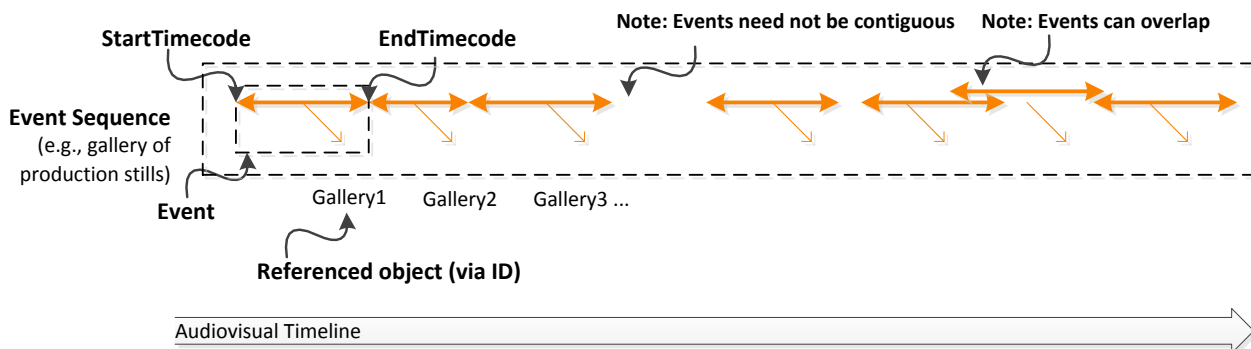 Note: Events need not be contiguous
Note: Events can overlap
StartTimecode
EndTimecode
Event Sequence
(e.g., gallery of
production stills)
Event
Gallery1
Gallery2
Gallery3 ...
Referenced object (via ID)
Audiovisual Timeline